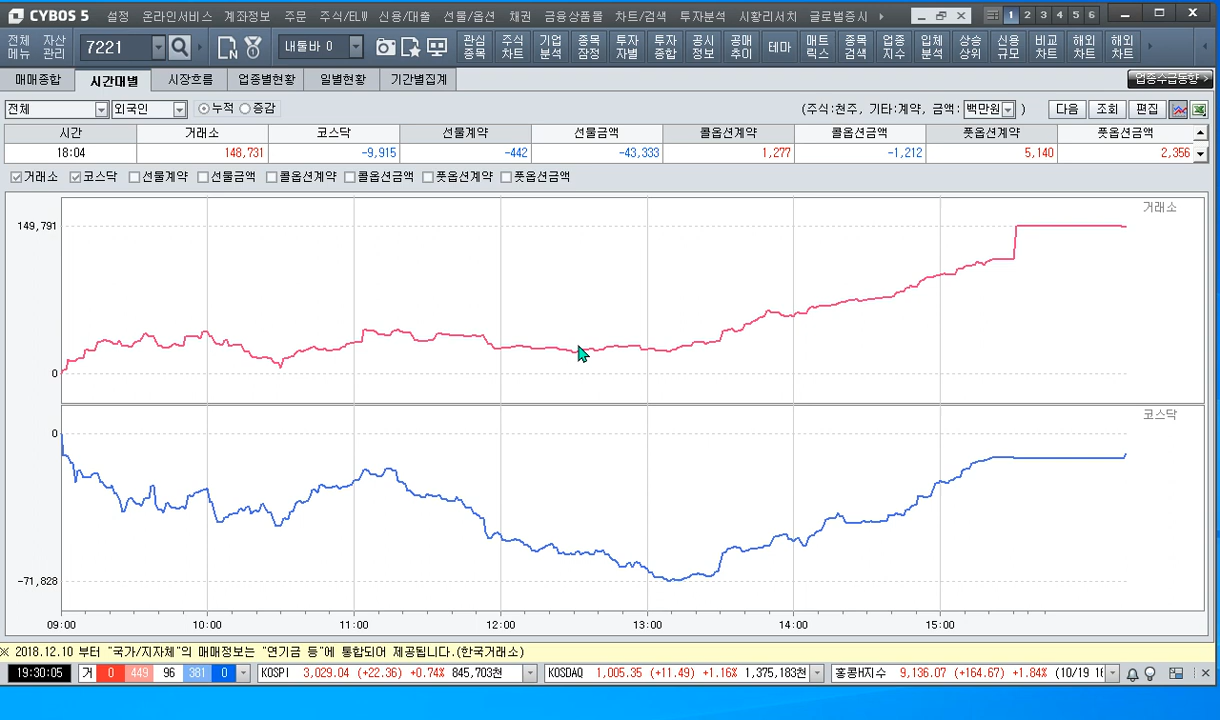 CYBOS 5 설정 온라인서비스 계좌정보 주문 주식/ELW 신용/대출 선물/옵션 채권 금융상품몰 차트/검색 투자분석 시황리서치 글로벌증시 1 2 3 4 5 6
전체 메뉴 자산 관리 7221 내툴바 0 관심 종목 주식 차트 기업 분석 종목 잠정 투자 자별 투자 종합 공시 정보 공매 추이 테마 매트 릭스 종목 검색 업종 지수 입체 분석 상승 상위 신용 규모 비교 차트 해외 차트 해외 차트
매매종합 시간대별 시장흐름 업종별현황 일별현황 기간별집계 업종수급동향 >
전체 외국인 누적 증감 (주식:현주, 기타:계약, 금액: 백만원 ) 다음 조회 편집
시간 거래소 코스닥 선물계약 선물금액 콜옵션계약 콜옵션금액 풋옵션계약 풋옵션금액
18:04 148,731 -9,915 -442 -43,333 1,277 -1,212 5,140 2,356
거래소 코스닥 선물계약 선물금액 콜옵션계약 콜옵션금액 풋옵션계약 풋옵션금액
거래소
149,791
0
코스닥
0
-71,828
09:00 10:00 11:00 12:00 13:00 14:00 15:00
※ 2018.12.10 부터 "국가/지자체"의 매매정보는 "연기금 등"에 통합되어 제공됩니다.(한국거래소)
19:30:05 거 0 449 96 381 0 KOSPI 3,029.04 (+22.36) +0.74% 845,703천 KOSDAQ 1,005.35 (+11.49) +1.16% 1,375,183천 홍콩H지수 9,136.07 (+164.67) +1.84% (10/19